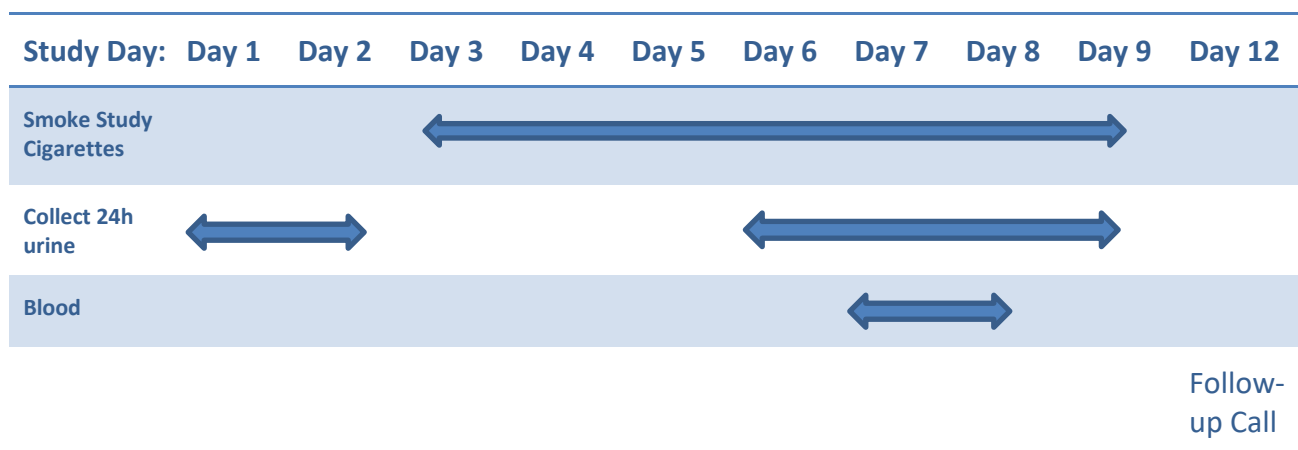 Study Day: Day 1 Day 2 Day 3 Day 4 Day 5 Day 6 Day 7 Day 8 Day 9 Day 12
Smoke Study
Cigarettes
Collect 24h
urine
Blood
Follow-
up Call